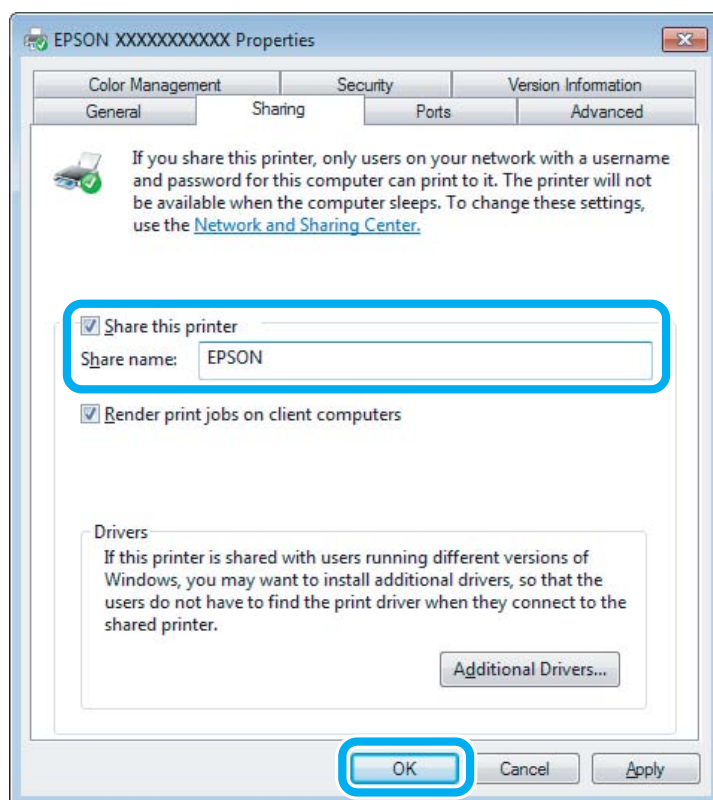 EPSON XXXXXXXXXXX Properties
Color Management Security Version Information
General Sharing Ports Advanced
If you share this printer, only users on your network with a username
and password for this computer can print to it. The printer will not
be available when the computer sleeps. To change these settings,
use the Network and Sharing Center.
Share this printer
Share name: EPSON
Render print jobs on client computers
Drivers
If this printer is shared with users running different versions of
Windows, you may want to install additional drivers, so that the
users do not have to find the print driver when they connect to the
shared printer.
Additional Drivers...
OK Cancel Apply